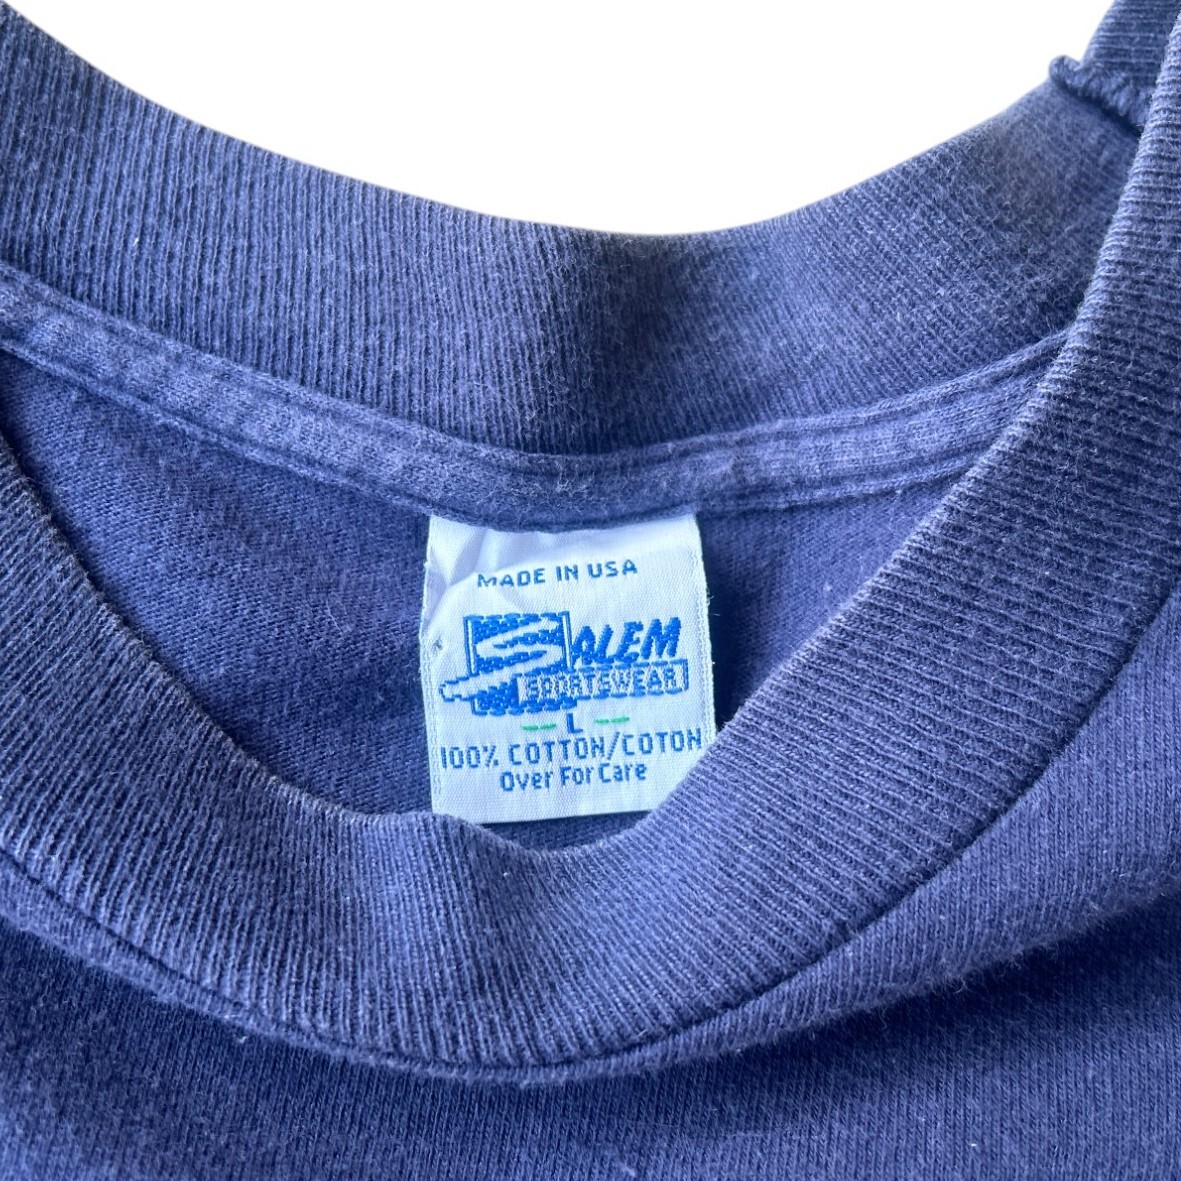 MADE IN USA
SALEM
SPORTSWEAR
L
100% COTTON/COTON
Over For Care